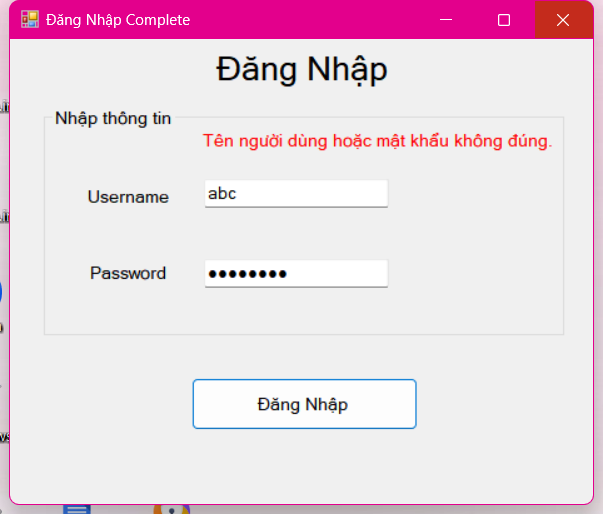 Đăng Nhập Complete
Đăng Nhập
Nhập thông tin
Tên người dùng hoặc mật khẩu không đúng.
Username
abc
Password
●●●●●●●●
Đăng Nhập